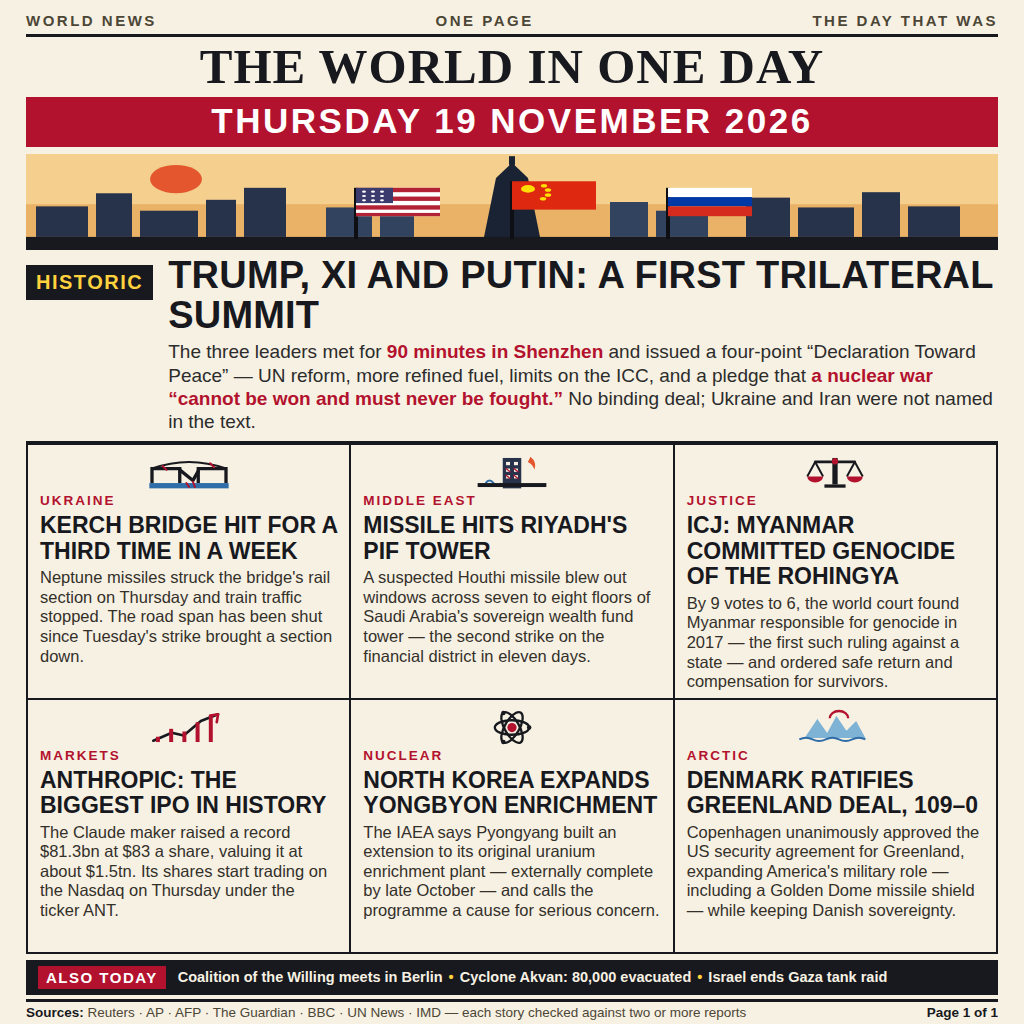 WORLD NEWS
ONE PAGE
THE DAY THAT WAS
THE WORLD IN ONE DAY
THURSDAY 19 NOVEMBER 2026
HISTORIC
TRUMP, XI AND PUTIN: A FIRST TRILATERAL
SUMMIT
The three leaders met for 90 minutes in Shenzhen and issued a four-point “Declaration Toward
Peace” — UN reform, more refined fuel, limits on the ICC, and a pledge that a nuclear war
“cannot be won and must never be fought.” No binding deal; Ukraine and Iran were not named
in the text.
UKRAINE
KERCH BRIDGE HIT FOR A
THIRD TIME IN A WEEK
Neptune missiles struck the bridge's rail
section on Thursday and train traffic
stopped. The road span has been shut
since Tuesday's strike brought a section
down.
MIDDLE EAST
MISSILE HITS RIYADH'S
PIF TOWER
A suspected Houthi missile blew out
windows across seven to eight floors of
Saudi Arabia's sovereign wealth fund
tower — the second strike on the
financial district in eleven days.
JUSTICE
ICJ: MYANMAR
COMMITTED GENOCIDE
OF THE ROHINGYA
By 9 votes to 6, the world court found
Myanmar responsible for genocide in
2017 — the first such ruling against a
state — and ordered safe return and
compensation for survivors.
MARKETS
ANTHROPIC: THE
BIGGEST IPO IN HISTORY
The Claude maker raised a record
$81.3bn at $83 a share, valuing it at
about $1.5tn. Its shares start trading on
the Nasdaq on Thursday under the
ticker ANT.
NUCLEAR
NORTH KOREA EXPANDS
YONGBYON ENRICHMENT
The IAEA says Pyongyang built an
extension to its original uranium
enrichment plant — externally complete
by late October — and calls the
programme a cause for serious concern.
ARCTIC
DENMARK RATIFIES
GREENLAND DEAL, 109–0
Copenhagen unanimously approved the
US security agreement for Greenland,
expanding America's military role —
including a Golden Dome missile shield
— while keeping Danish sovereignty.
ALSO TODAY
Coalition of the Willing meets in Berlin • Cyclone Akvan: 80,000 evacuated • Israel ends Gaza tank raid
Sources: Reuters · AP · AFP · The Guardian · BBC · UN News · IMD — each story checked against two or more reports
Page 1 of 1